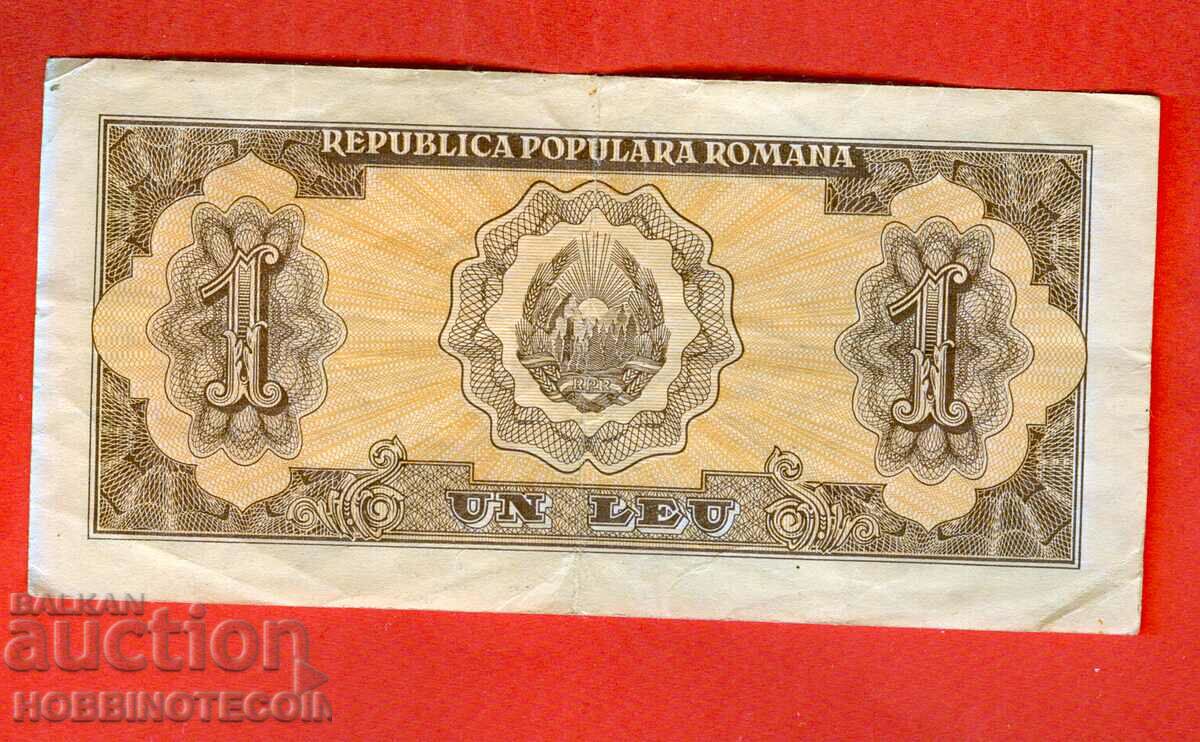 REPUBLICA POPULARA ROMANA
1 1
RPR
UN LEU
BALKAN
auction
HOBBINOTECOIN